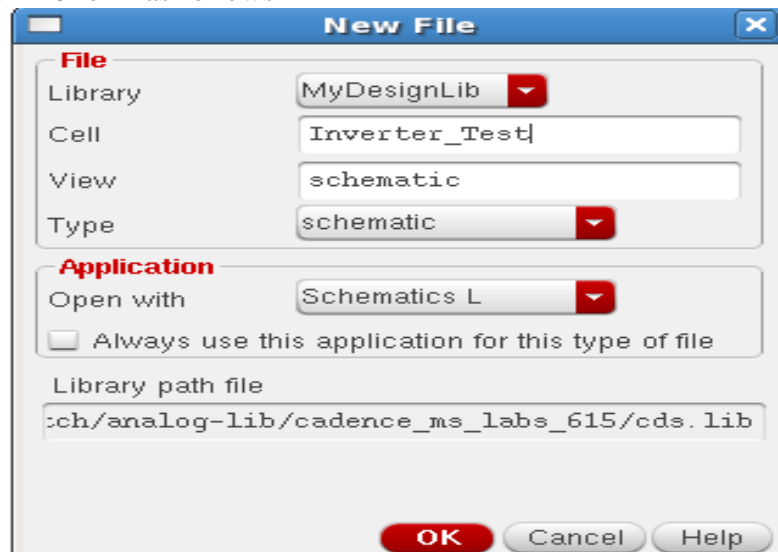 New File
File
Library MyDesignLib
Cell Inverter_Test
View schematic
Type schematic
Application
Open with Schematics L
Always use this application for this type of file
Library path file
ch/analog-lib/cadence_ms_labs_615/cds.lib
OK Cancel Help